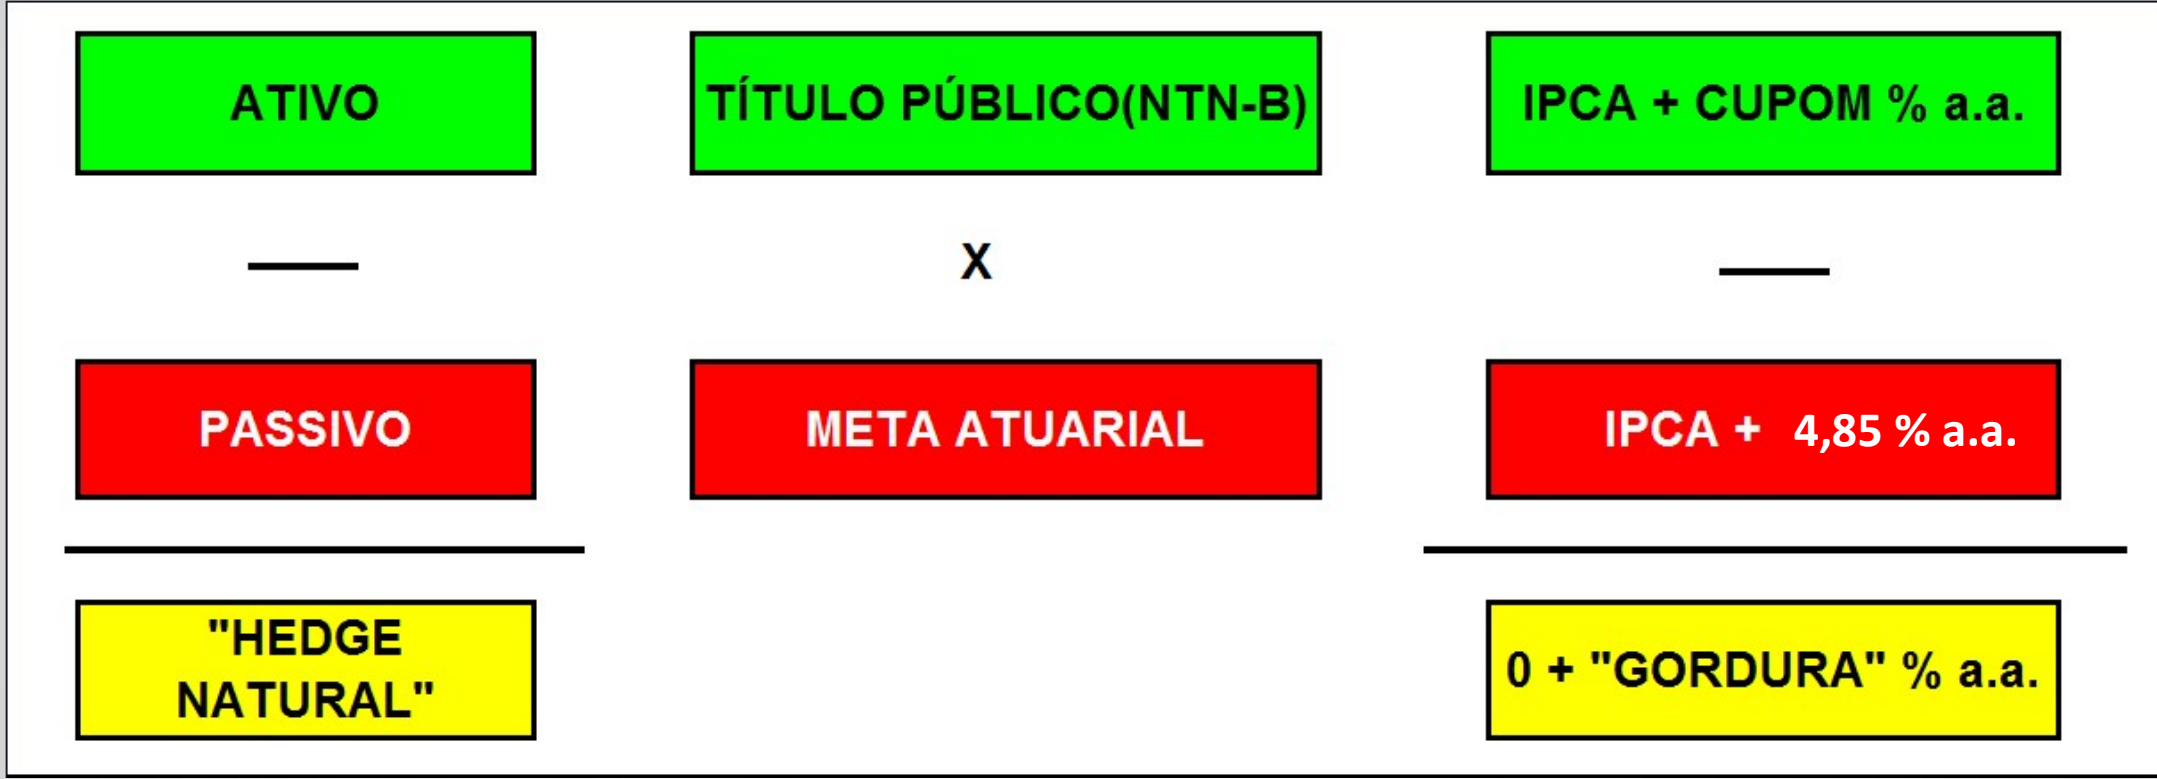 ATIVO
TÍTULO PÚBLICO(NTN-B)
IPCA + CUPOM % a.a.
X
PASSIVO
META ATUARIAL
IPCA + 4,85 % a.a.
"HEDGE
NATURAL"
0 + "GORDURA" % a.a.